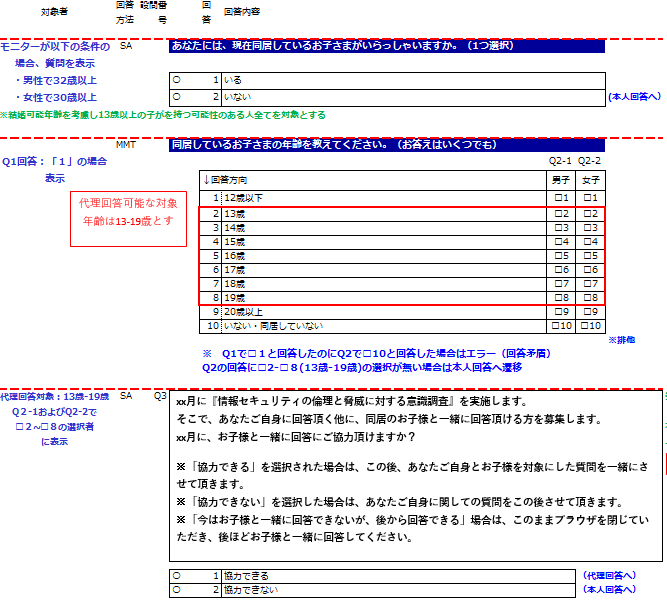 対象者 回答方法 設問番号 回答 回答内容
モニターが以下の条件の場合、質問を表示 SA あなたには、現在同居しているお子さまがいらっしゃいますか。（1つ選択）
・男性で32歳以上 ○ 1 いる
・女性で30歳以上 ○ 2 いない (本人回答へ)
※結婚可能年齢を考慮し13歳以上の子がを持つ可能性のある人全てを対象とする
MMT 同居しているお子さまの年齢を教えてください。（お答えはいくつでも）
Q1回答：「1」の場合 Q2-1 Q2-2
表示 ↓回答方向 男子 女子
代理回答可能な対象
年齢は13-19歳とす
1 12歳以下 □1 □1
2 13歳 □2 □2
3 14歳 □3 □3
4 15歳 □4 □4
5 16歳 □5 □5
6 17歳 □6 □6
7 18歳 □7 □7
8 19歳 □8 □8
9 20歳以上 □9 □9
10 いない・同居していない □10 □10
※排他
※ Q1で□1と回答したのにQ2で□10と回答した場合はエラー（回答矛盾）
Q2の回答に□2-□8(13歳-19歳)の選択が無い場合は本人回答へ遷移
代理回答対象：13歳-19歳 SA Q3
Q２-1およびQ2-2で
□２～□８の選択者
に表示
xx月に『情報セキュリティの倫理と脅威に対する意識調査』を実施します。
そこで、あなたご自身に回答頂く他に、同居のお子様と一緒に回答頂ける方を募集します。
xx月に、お子様と一緒に回答にご協力頂けますか？
※「協力できる」を選択された場合は、この後、あなたご自身とお子様を対象にした質問を一緒にさ
せて頂きます。
※「協力できない」を選択した場合は、あなたご自身に関しての質問をこの後させて頂きます。
※「今はお子様と一緒に回答できないが、後から回答できる」場合は、このままブラウザを閉じてい
ただき、後ほどお子様と一緒に回答してください。
○ 1 協力できる （代理回答へ）
○ 2 協力できない （本人回答へ）